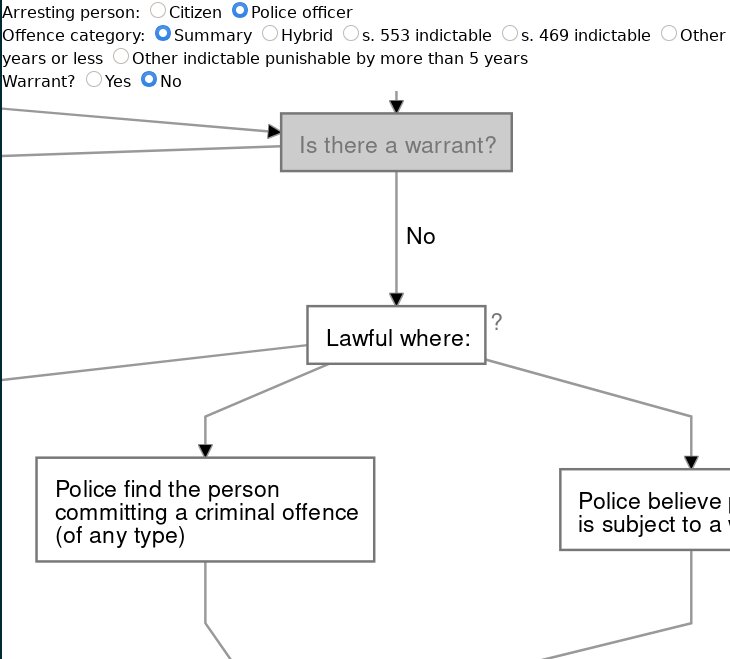 Arresting person: Citizen Police officer
Offence category: Summary Hybrid s. 553 indictable s. 469 indictable Other
years or less Other indictable punishable by more than 5 years
Warrant? Yes No
Is there a warrant?
No
Lawful where:
?
Police find the person
committing a criminal offence
(of any type)
Police believe
is subject to a